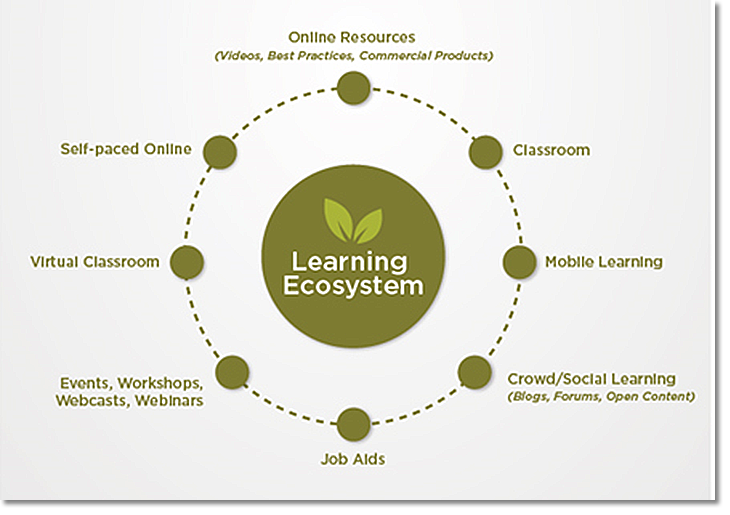 Online Resources
(Videos, Best Practices, Commercial Products)
Self-paced Online
Classroom
Learning
Ecosystem
Virtual Classroom
Mobile Learning
Events, Workshops,
Webcasts, Webinars
Crowd/Social Learning
(Blogs, Forums, Open Content)
Job Aids